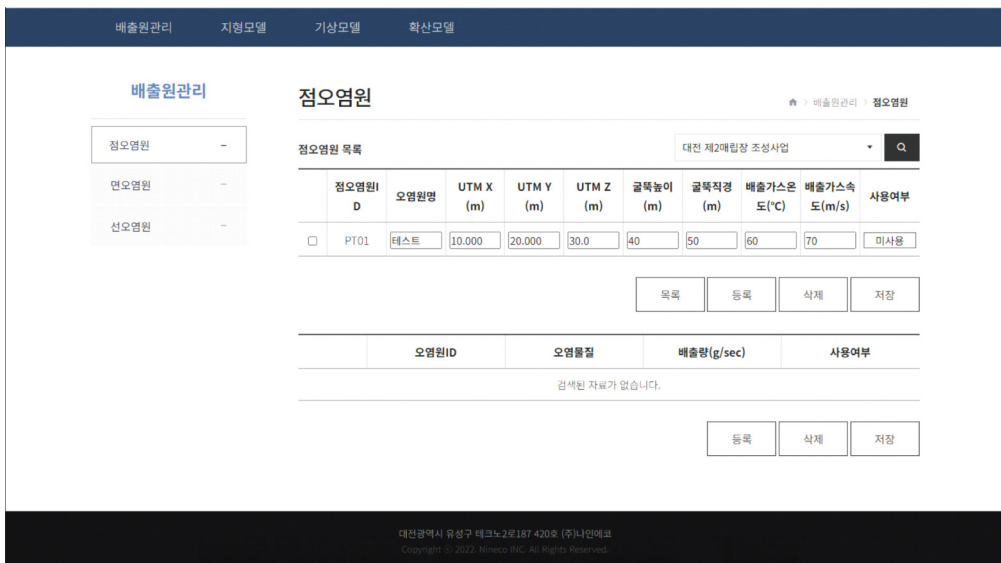 배출원관리 지형모델 기상모델 확산모델
배출원관리
점오염원 –
면오염원 –
선오염원 –
점오염원
> 배출원관리 > 점오염원
점오염원 목록
대전 제2매립장 조성사업
점오염원I
D
오염원명
UTM X
(m)
UTM Y
(m)
UTM Z
(m)
굴뚝높이
(m)
굴뚝직경
(m)
배출가스온
도(℃)
배출가스속
도(m/s)
사용여부
PT01 테스트 10.000 20.000 30.0 40 50 60 70 미사용
목록 등록 삭제 저장
오염원ID 오염물질 배출량(g/sec) 사용여부
검색된 자료가 없습니다.
등록 삭제 저장
대전광역시 유성구 테크노2로187 420호 (주)나인에코
Copyright ⓒ 2022. Nineco INC. All Rights Reserved.